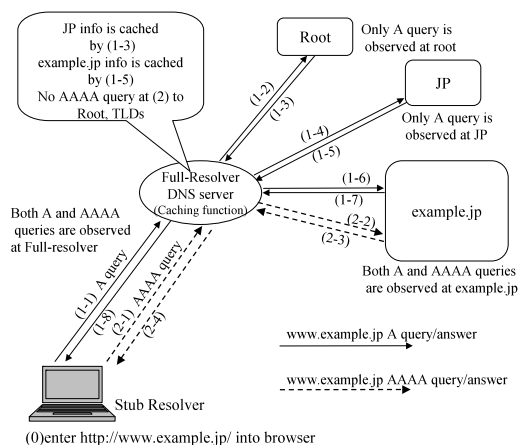 JP info is cached
by (1-3)
example.jp info is cached
by (1-5)
No AAAA query at (2) to
Root, TLDs
Root
Only A query is
observed at root
JP
Only A query is
observed at JP
(1-2)
(1-3)
(1-4)
(1-5)
Full-Resolver
DNS server
(Caching function)
(1-6)
(1-7)
(2-2)
(2-3)
example.jp
Both A and AAAA queries
are observed at example.jp
Both A and AAAA
queries are observed
at Full-resolver
(1-1) A query
(1-8)
(2-1) AAAA query
(2-4)
www.example.jp A query/answer
www.example.jp AAAA query/answer
Stub Resolver
(0)enter http://www.example.jp/ into browser